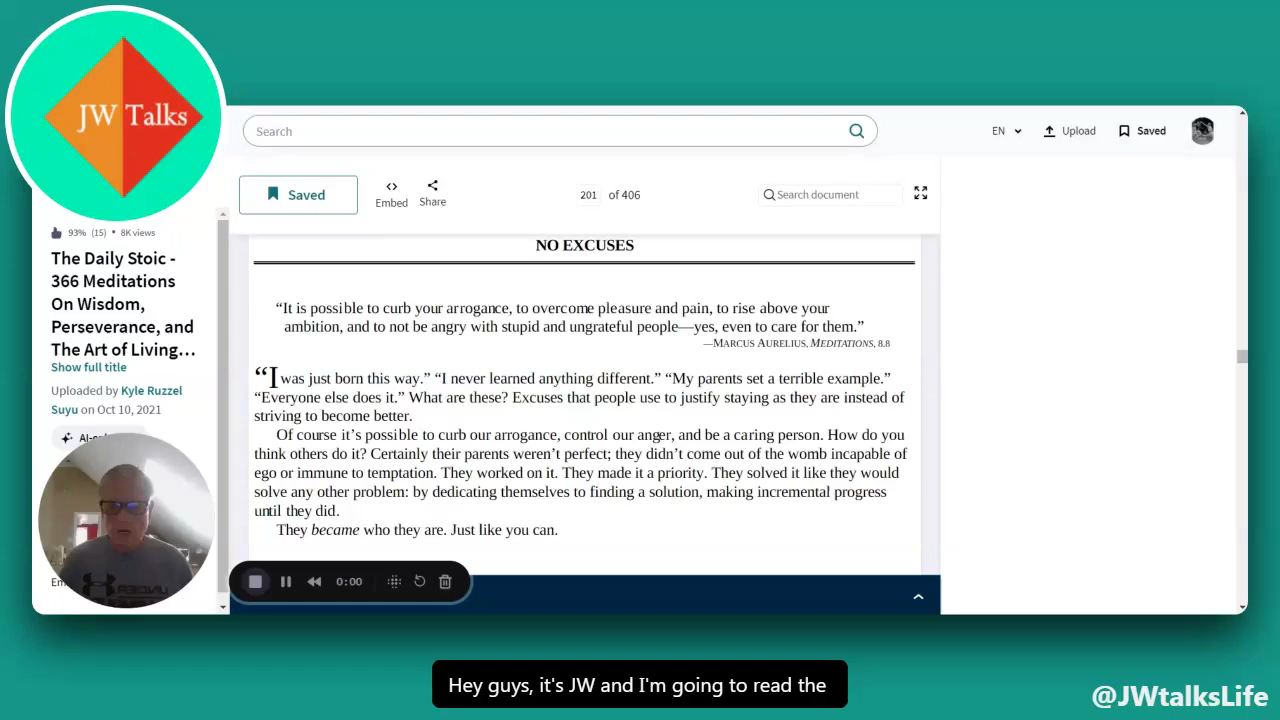 JW Talks
Search
EN
Upload
Saved
Saved
Embed
Share
201 of 406
Search document
93% (15) • 8K views
The Daily Stoic -
366 Meditations
On Wisdom,
Perseverance, and
The Art of Living…
Show full title
Uploaded by Kyle Ruzzel
Suyu on Oct 10, 2021
NO EXCUSES
“It is possible to curb your arrogance, to overcome pleasure and pain, to rise above your
ambition, and to not be angry with stupid and ungrateful people—yes, even to care for them.”
—MARCUS AURELIUS, MEDITATIONS, 8.8
“I was just born this way.” “I never learned anything different.” “My parents set a terrible example.”
“Everyone else does it.” What are these? Excuses that people use to justify staying as they are instead of
striving to become better.
Of course it’s possible to curb our arrogance, control our anger, and be a caring person. How do you
think others do it? Certainly their parents weren’t perfect; they didn’t come out of the womb incapable of
ego or immune to temptation. They worked on it. They made it a priority. They solved it like they would
solve any other problem: by dedicating themselves to finding a solution, making incremental progress
until they did.
They became who they are. Just like you can.
0:00
Hey guys, it's JW and I'm going to read the
@JWtalksLife